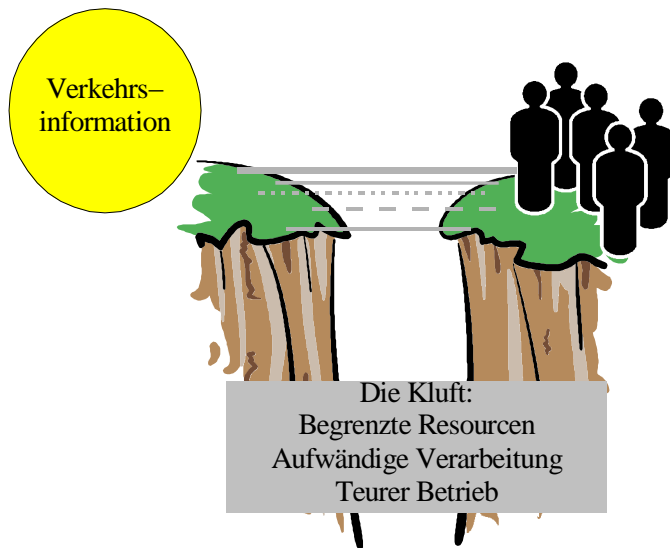 Verkehrs–
information
Die Kluft:
Begrenzte Resourcen
Aufwändige Verarbeitung
Teurer Betrieb